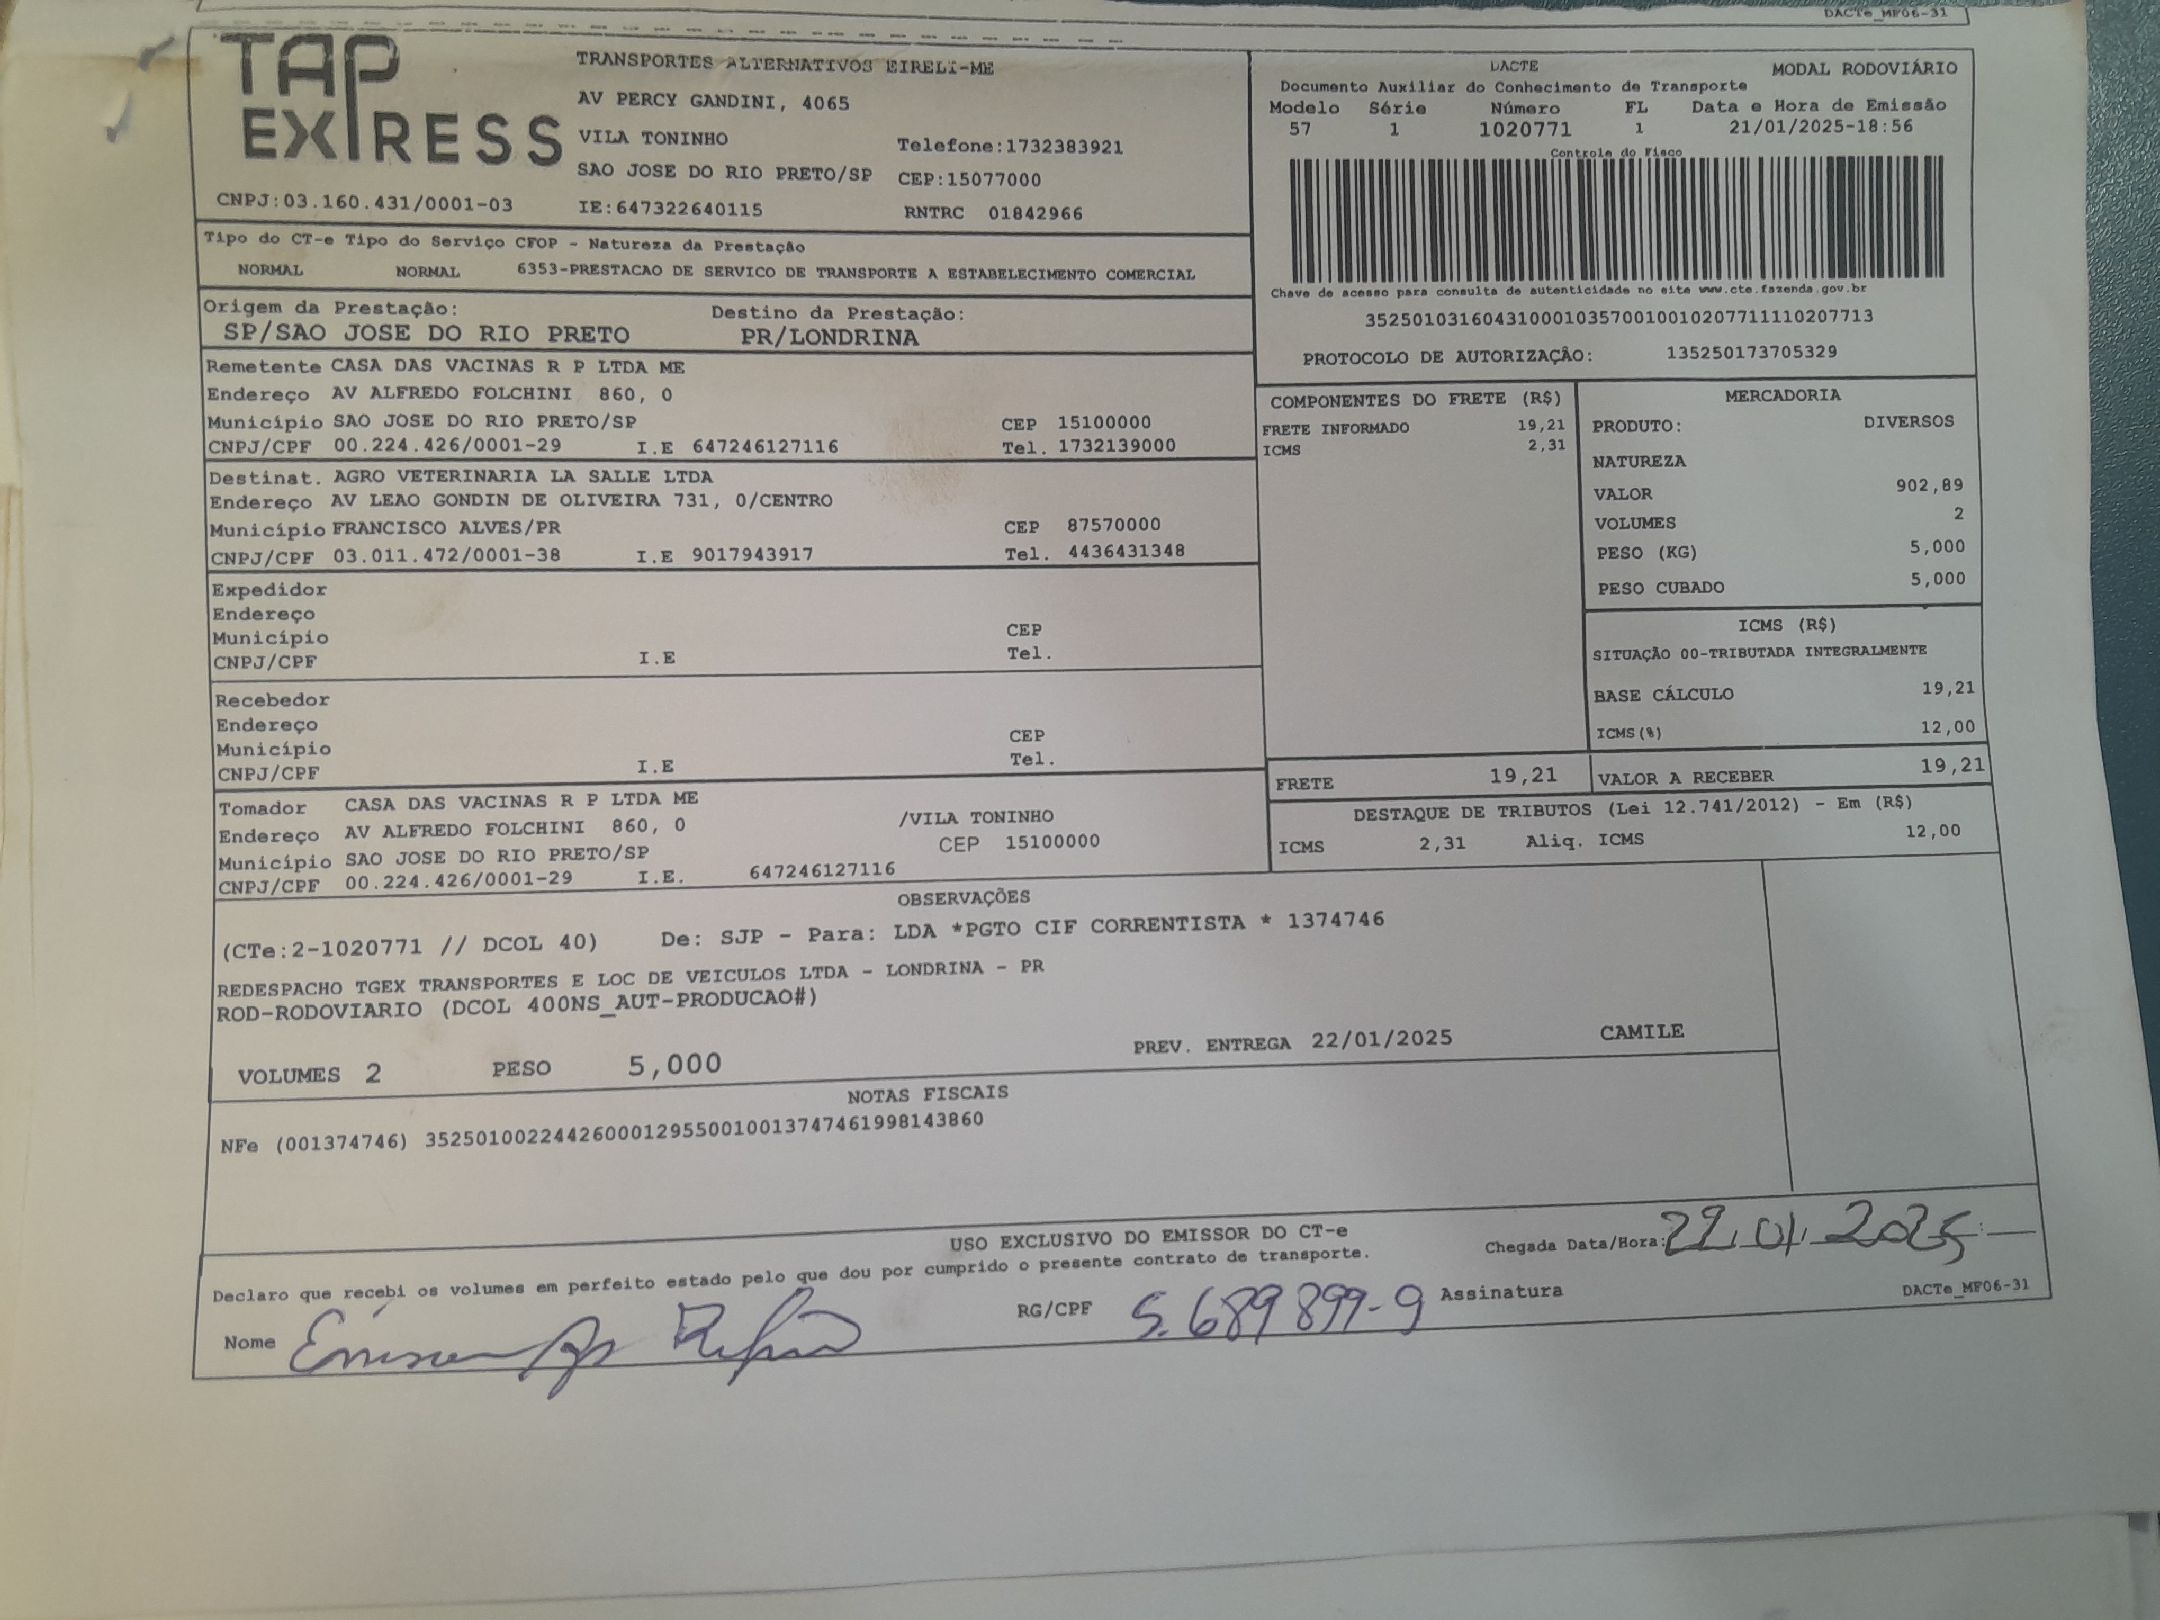 DACTe_MF06-31
TAP EXPRESS
TRANSPORTES ALTERNATIVOS EIRELI-ME
AV PERCY GANDINI, 4065
VILA TONINHO Telefone:1732383921
SAO JOSE DO RIO PRETO/SP CEP:15077000
CNPJ:03.160.431/0001-03 IE:647322640115 RNTRC 01842966
DACTE MODAL RODOVIÁRIO
Documento Auxiliar do Conhecimento de Transporte
Modelo Série Número FL Data e Hora de Emissão
57 1 1020771 1 21/01/2025-18:56
Controle do Fisco
Chave de acesso para consulta de autenticidade no site www.cte.fazenda.gov.br
35250103160431000103570010010207711110207713
PROTOCOLO DE AUTORIZAÇÃO: 135250173705329
Tipo do CT-e Tipo do Serviço CFOP - Natureza da Prestação
NORMAL NORMAL 6353-PRESTACAO DE SERVICO DE TRANSPORTE A ESTABELECIMENTO COMERCIAL
Origem da Prestação: Destino da Prestação:
SP/SAO JOSE DO RIO PRETO PR/LONDRINA
Remetente CASA DAS VACINAS R P LTDA ME
Endereço AV ALFREDO FOLCHINI 860, 0
Município SAO JOSE DO RIO PRETO/SP CEP 15100000
CNPJ/CPF 00.224.426/0001-29 I.E 647246127116 Tel. 1732139000
Destinat. AGRO VETERINARIA LA SALLE LTDA
Endereço AV LEAO GONDIN DE OLIVEIRA 731, 0/CENTRO
Município FRANCISCO ALVES/PR CEP 87570000
CNPJ/CPF 03.011.472/0001-38 I.E 9017943917 Tel. 4436431348
Expedidor
Endereço
Município CEP
CNPJ/CPF I.E Tel.
Recebedor
Endereço
Município CEP
CNPJ/CPF I.E Tel.
Tomador CASA DAS VACINAS R P LTDA ME
Endereço AV ALFREDO FOLCHINI 860, 0 /VILA TONINHO
Município SAO JOSE DO RIO PRETO/SP CEP 15100000
CNPJ/CPF 00.224.426/0001-29 I.E. 647246127116
COMPONENTES DO FRETE (R$)
FRETE INFORMADO 19,21
ICMS 2,31
MERCADORIA
PRODUTO: DIVERSOS
NATUREZA
VALOR 902,89
VOLUMES 2
PESO (KG) 5,000
PESO CUBADO 5,000
ICMS (R$)
SITUAÇÃO 00-TRIBUTADA INTEGRALMENTE
BASE CÁLCULO 19,21
ICMS(%) 12,00
FRETE 19,21 VALOR A RECEBER 19,21
DESTAQUE DE TRIBUTOS (Lei 12.741/2012) - Em (R$)
ICMS 2,31 Aliq. ICMS 12,00
OBSERVAÇÕES
(CTe:2-1020771 // DCOL 40) De: SJP - Para: LDA *PGTO CIF CORRENTISTA * 1374746
REDESPACHO TGEX TRANSPORTES E LOC DE VEICULOS LTDA - LONDRINA - PR
ROD-RODOVIARIO (DCOL 400NS_AUT-PRODUCAO#)
VOLUMES 2 PESO 5,000 PREV. ENTREGA 22/01/2025 CAMILE
NOTAS FISCAIS
NFe (001374746) 35250100224426000129550010013747461998143860
USO EXCLUSIVO DO EMISSOR DO CT-e
Declaro que recebi os volumes em perfeito estado pelo que dou por cumprido o presente contrato de transporte.
Chegada Data/Hora: 22 01 2025
Nome RG/CPF 5.689899-9 Assinatura
DACTe_MF06-31